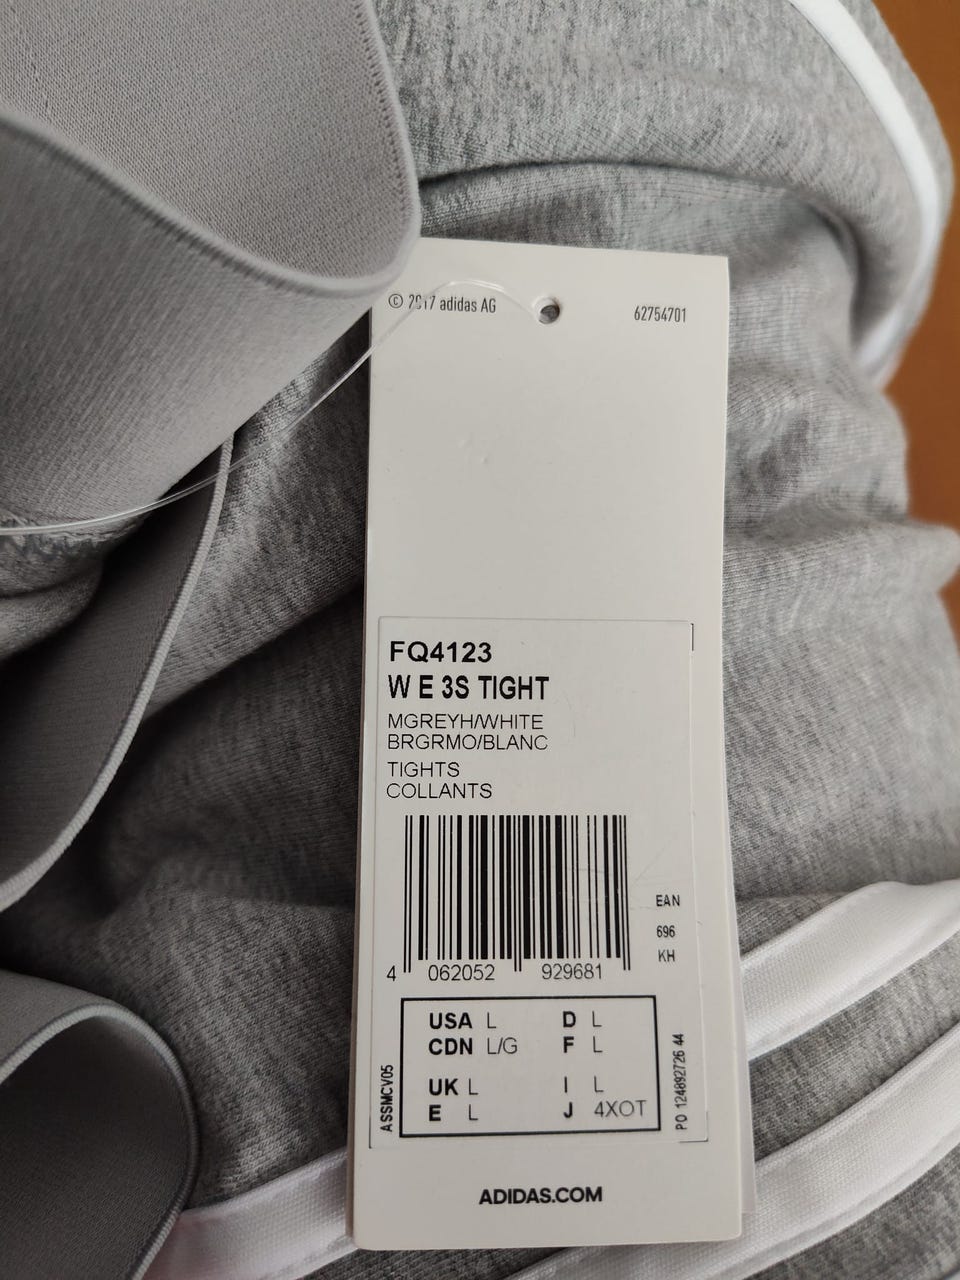 © 2017 adidas AG
62754701
FQ4123
W E 3S TIGHT
MGREYH/WHITE
BRGRMO/BLANC
TIGHTS
COLLANTS
EAN
696
KH
4 062052 929681
USA L D L
CDN L/G F L
UK L I L
E L J 4XOT
ASSMCV05
PO 124892726 44
ADIDAS.COM